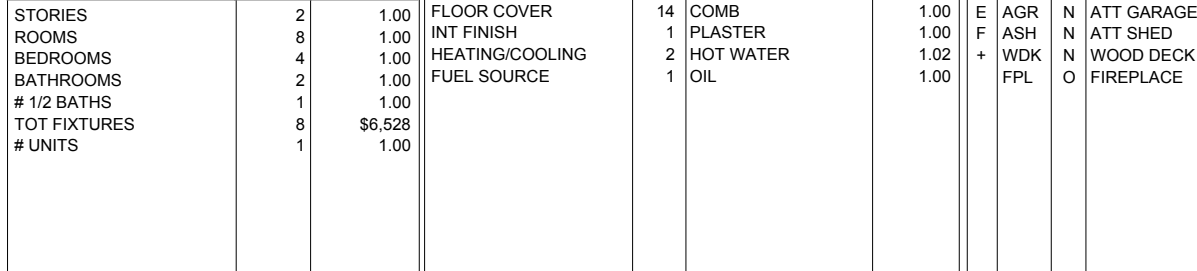 STORIES 2 1.00 FLOOR COVER 14 COMB 1.00 E AGR N ATT GARAGE
ROOMS 8 1.00 INT FINISH 1 PLASTER 1.00 F ASH N ATT SHED
BEDROOMS 4 1.00 HEATING/COOLING 2 HOT WATER 1.02 + WDK N WOOD DECK
BATHROOMS 2 1.00 FUEL SOURCE 1 OIL 1.00 FPL O FIREPLACE
# 1/2 BATHS 1 1.00
TOT FIXTURES 8 $6,528
# UNITS 1 1.00